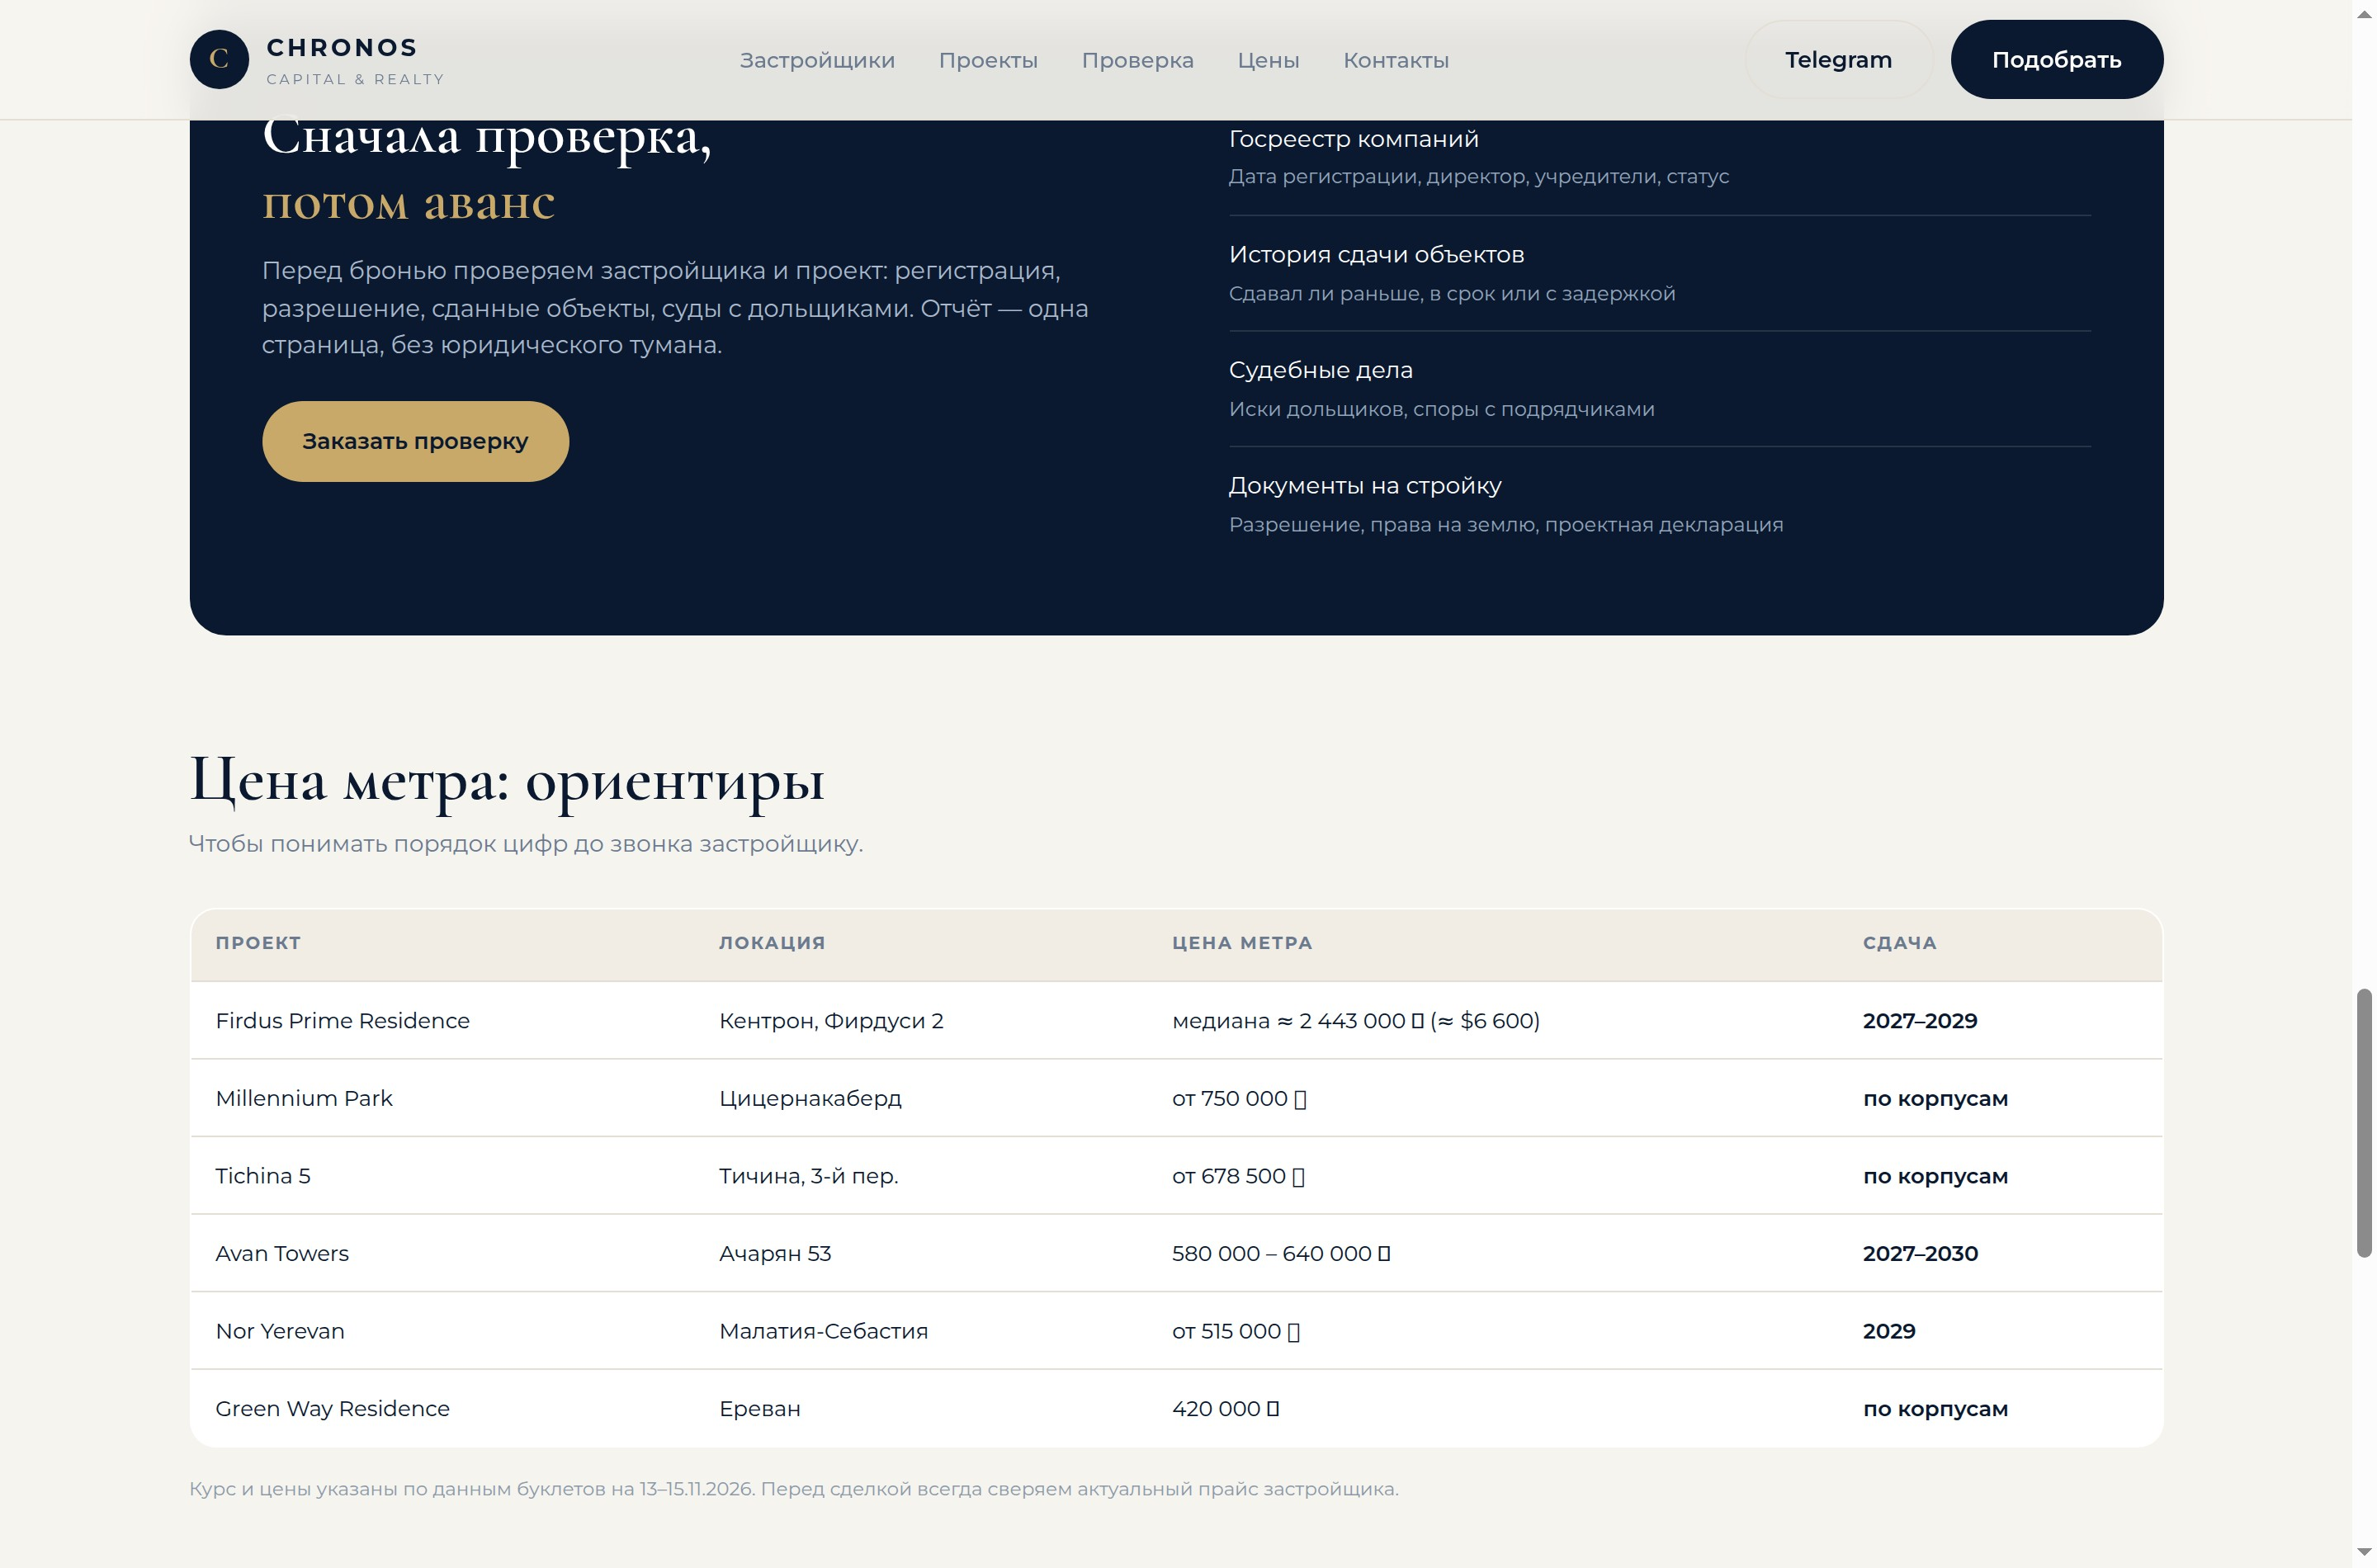 C
CHRONOS
CAPITAL & REALTY
Застройщики
Проекты
Проверка
Цены
Контакты
Telegram
Подобрать
Сначала проверка,
потом аванс
Перед бронью проверяем застройщика и проект: регистрация,
разрешение, сданные объекты, суды с дольщиками. Отчёт — одна
страница, без юридического тумана.
Заказать проверку
Госреестр компаний
Дата регистрации, директор, учредители, статус
История сдачи объектов
Сдавал ли раньше, в срок или с задержкой
Судебные дела
Иски дольщиков, споры с подрядчиками
Документы на стройку
Разрешение, права на землю, проектная декларация
Цена метра: ориентиры
Чтобы понимать порядок цифр до звонка застройщику.
ПРОЕКТ ЛОКАЦИЯ ЦЕНА МЕТРА СДАЧА
Firdus Prime Residence Кентрон, Фирдуси 2 медиана ≈ 2 443 000 (≈ $6 600) 2027–2029
Millennium Park Цицернакаберд от 750 000 по корпусам
Tichina 5 Тичина, 3-й пер. от 678 500 по корпусам
Avan Towers Ачарян 53 580 000 – 640 000 2027–2030
Nor Yerevan Малатия-Себастия от 515 000 2029
Green Way Residence Ереван 420 000 по корпусам
Курс и цены указаны по данным буклетов на 13–15.11.2026. Перед сделкой всегда сверяем актуальный прайс застройщика.